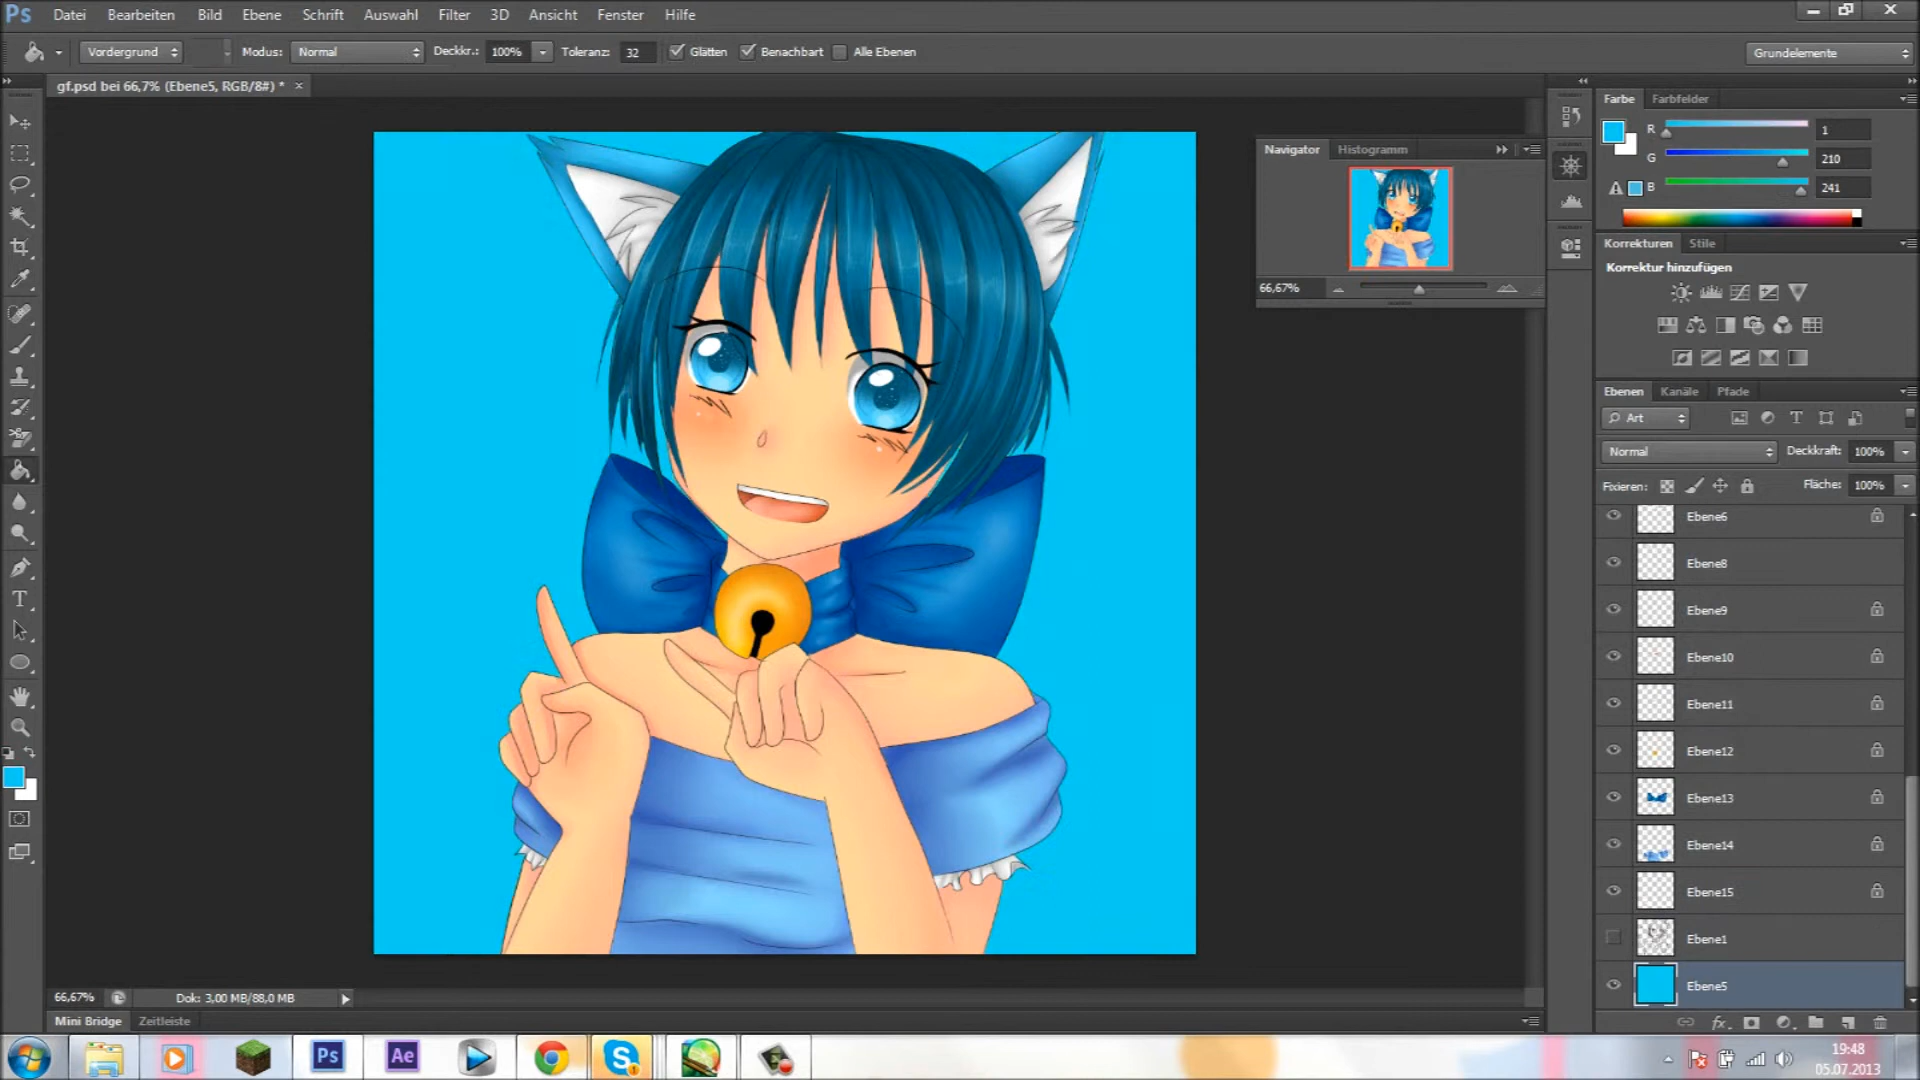 Ps Datei Bearbeiten Bild Ebene Schrift Auswahl Filter 3D Ansicht Fenster Hilfe
Vordergrund Modus: Normal Deckkr.: 100% Toleranz: 32 Glätten Benachbart Alle Ebenen Grundelemente
gf.psd bei 66,7% (Ebene5, RGB/8#) * ×
Farbe Farbfelder
R 1
G 210
B 241
Navigator Histogramm
66,67%
Korrekturen Stile
Korrektur hinzufügen
Ebenen Kanäle Pfade
Art
Normal Deckkraft: 100%
Fixieren: Fläche: 100%
Ebene6
Ebene8
Ebene9
Ebene10
Ebene11
Ebene12
Ebene13
Ebene14
Ebene15
Ebene1
Ebene5
fx
66,67% Dok: 3,00 MB/88,0 MB
Mini Bridge Zeitleiste
Ps Ae S
19:48
05.07.2013